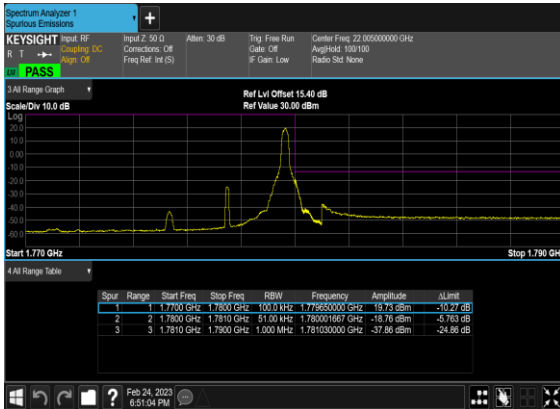 Spectrum Analyzer 1
Spurious Emissions
KEYSIGHT Input: RF Input Z: 50 Ω Atten: 30 dB Trig: Free Run Center Freq: 22.005000000 GHz
R T Coupling: DC Corrections: Off Gate: Off Avg|Hold: 100/100
Align: Off Freq Ref: Int (S) IF Gain: Low Radio Std: None
PASS
3 All Range Graph
Ref Lvl Offset 15.40 dB
Scale/Div 10.0 dB Ref Value 30.00 dBm
Log
20.0
10.0
0.00
-10.0
-20.0
-30.0
-40.0
-50.0
-60.0
Start 1.770 GHz Stop 1.790 GH
4 All Range Table
Spur Range Start Freq Stop Freq RBW Frequency Amplitude ΔLimit
1 1 1.7700 GHz 1.7800 GHz 100.0 kHz 1.779650000 GHz 19.73 dBm -10.27 dB
2 2 1.7800 GHz 1.7810 GHz 51.00 kHz 1.780001667 GHz -18.76 dBm -5.763 dB
3 3 1.7810 GHz 1.7900 GHz 1.000 MHz 1.781030000 GHz -37.86 dBm -24.86 dB
Feb 24, 2023
6:51:04 PM